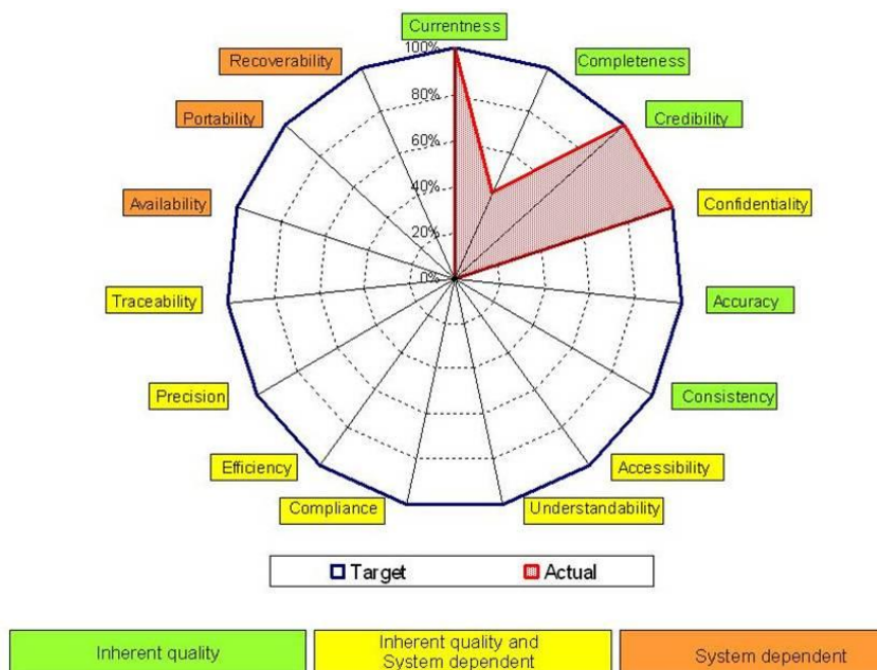 Currentness
100%
Recoverability
Completeness
80%
Portability
Credibility
60%
40%
Availability
Confidentiality
20%
0%
Traceability
Accuracy
Precision
Consistency
Efficiency
Accessibility
Compliance
Understandability
Target
Actual
Inherent quality
Inherent quality and
System dependent
System dependent